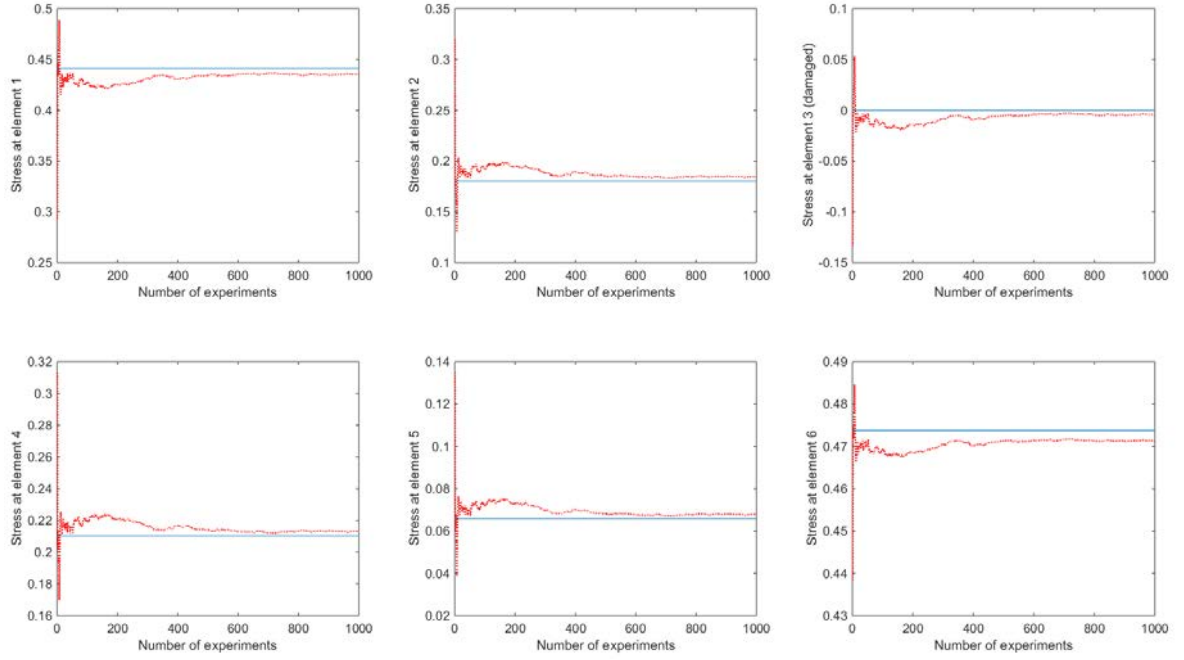 0.5
0.45
0.4
0.35
0.3
0.25
Stress at element 1
0 200 400 600 800 1000
Number of experiments
0.35
0.3
0.25
0.2
0.15
0.1
Stress at element 2
0 200 400 600 800 1000
Number of experiments
0.1
0.05
0
-0.05
-0.1
-0.15
Stress at element 3 (damaged)
0 200 400 600 800 1000
Number of experiments
0.32
0.3
0.28
0.26
0.24
0.22
0.2
0.18
0.16
Stress at element 4
0 200 400 600 800 1000
Number of experiments
0.14
0.12
0.1
0.08
0.06
0.04
0.02
Stress at element 5
0 200 400 600 800 1000
Number of experiments
0.49
0.48
0.47
0.46
0.45
0.44
0.43
Stress at element 6
0 200 400 600 800 1000
Number of experiments